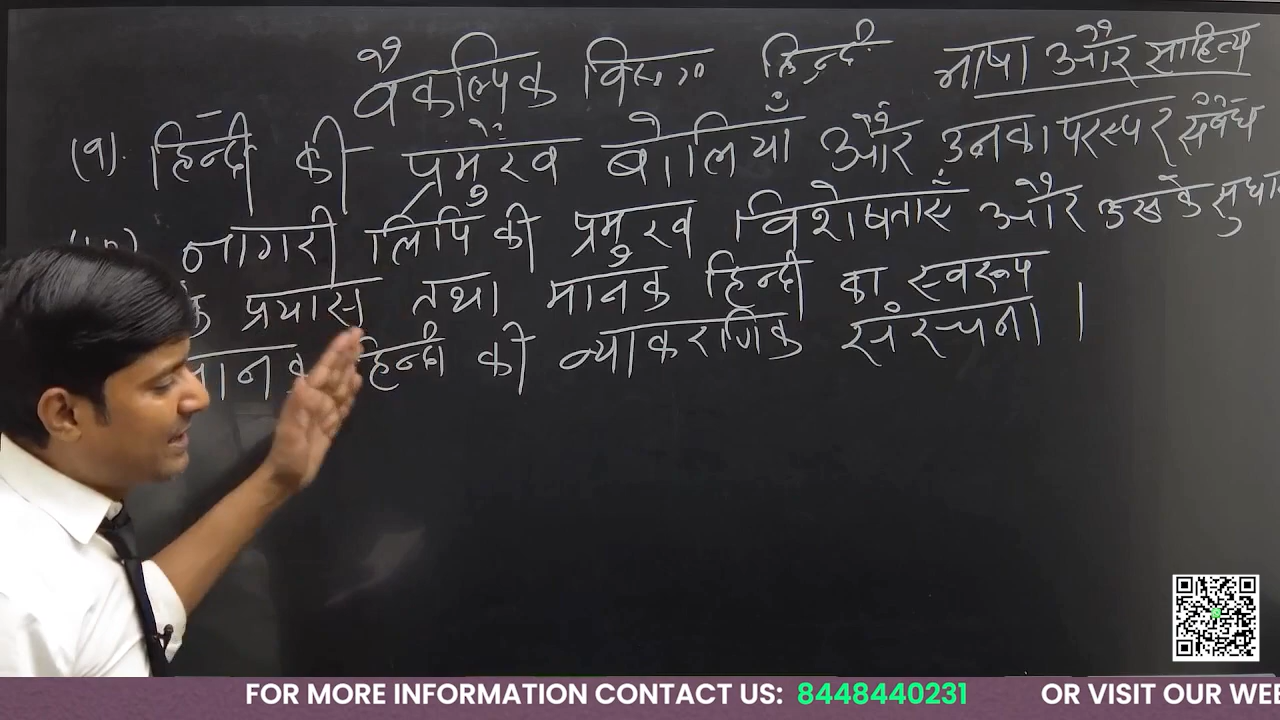 वैकल्पिक विषय हिन्दी भाषा और साहित्य
(9). हिन्दी की प्रमुख बोलियाँ और उनका परस्पर संबंध
नागरी लिपि की प्रमुख विशेषताएँ और उसके सुधा
के प्रयास तथा मानक हिन्दी का स्वरूप
मानक हिन्दी की व्याकरणिक संरचना।
FOR MORE INFORMATION CONTACT US: 8448440231 OR VISIT OUR WE